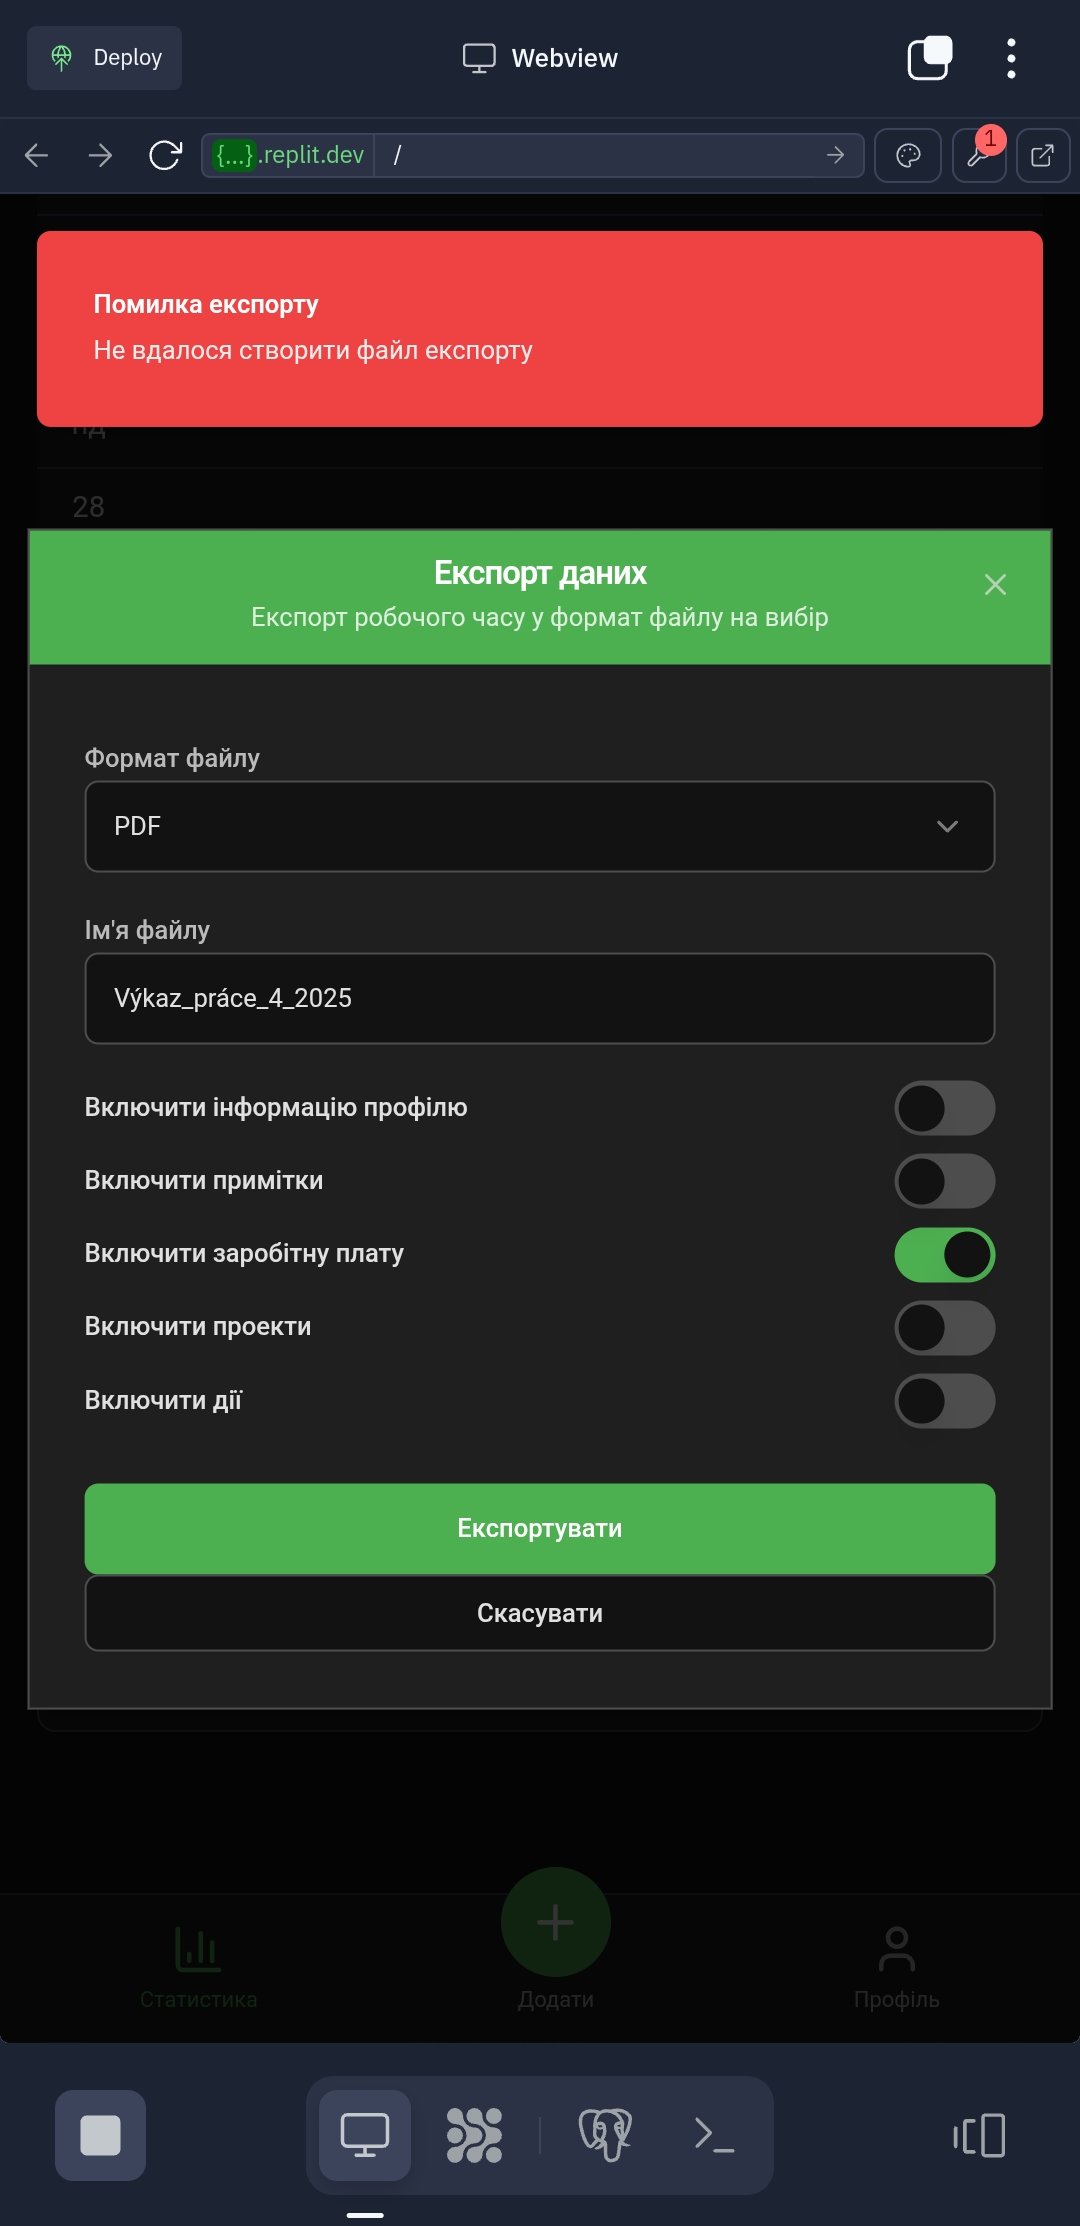 Deploy
Webview
{...}.replit.dev
/
1
Помилка експорту
Не вдалося створити файл експорту
нд
28
Експорт даних
Експорт робочого часу у формат файлу на вибір
Формат файлу
PDF
Ім'я файлу
Výkaz_práce_4_2025
Включити інформацію профілю
Включити примітки
Включити заробітну плату
Включити проекти
Включити дії
Експортувати
Скасувати
Статистика
Додати
Профіль